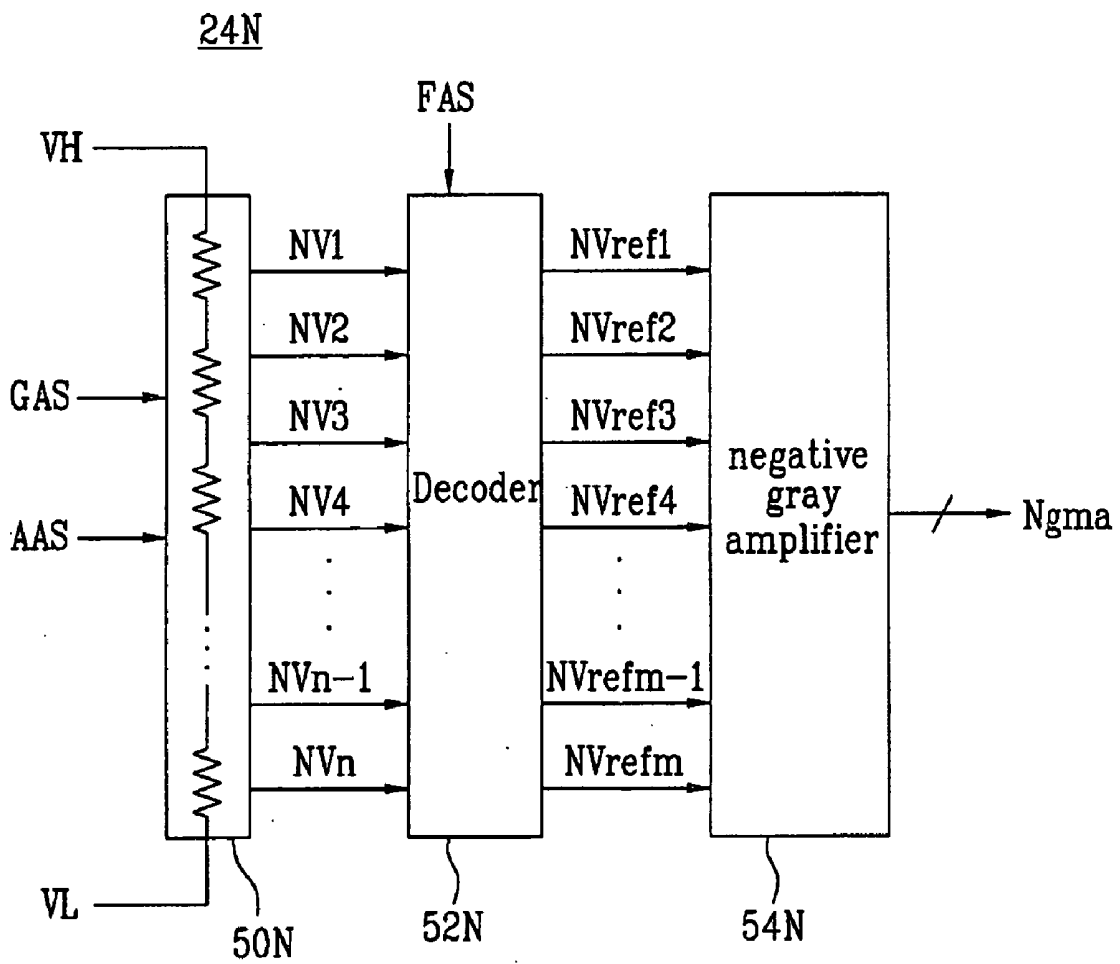 24N
FAS
VH
NV1
NVref1
NV2
NVref2
GAS
NV3
NVref3
Decoder
negative
gray
amplifier
NV4
NVref4
Ngma
AAS
NVn-1
NVrefm-1
NVn
NVrefm
VL
50N
52N
54N